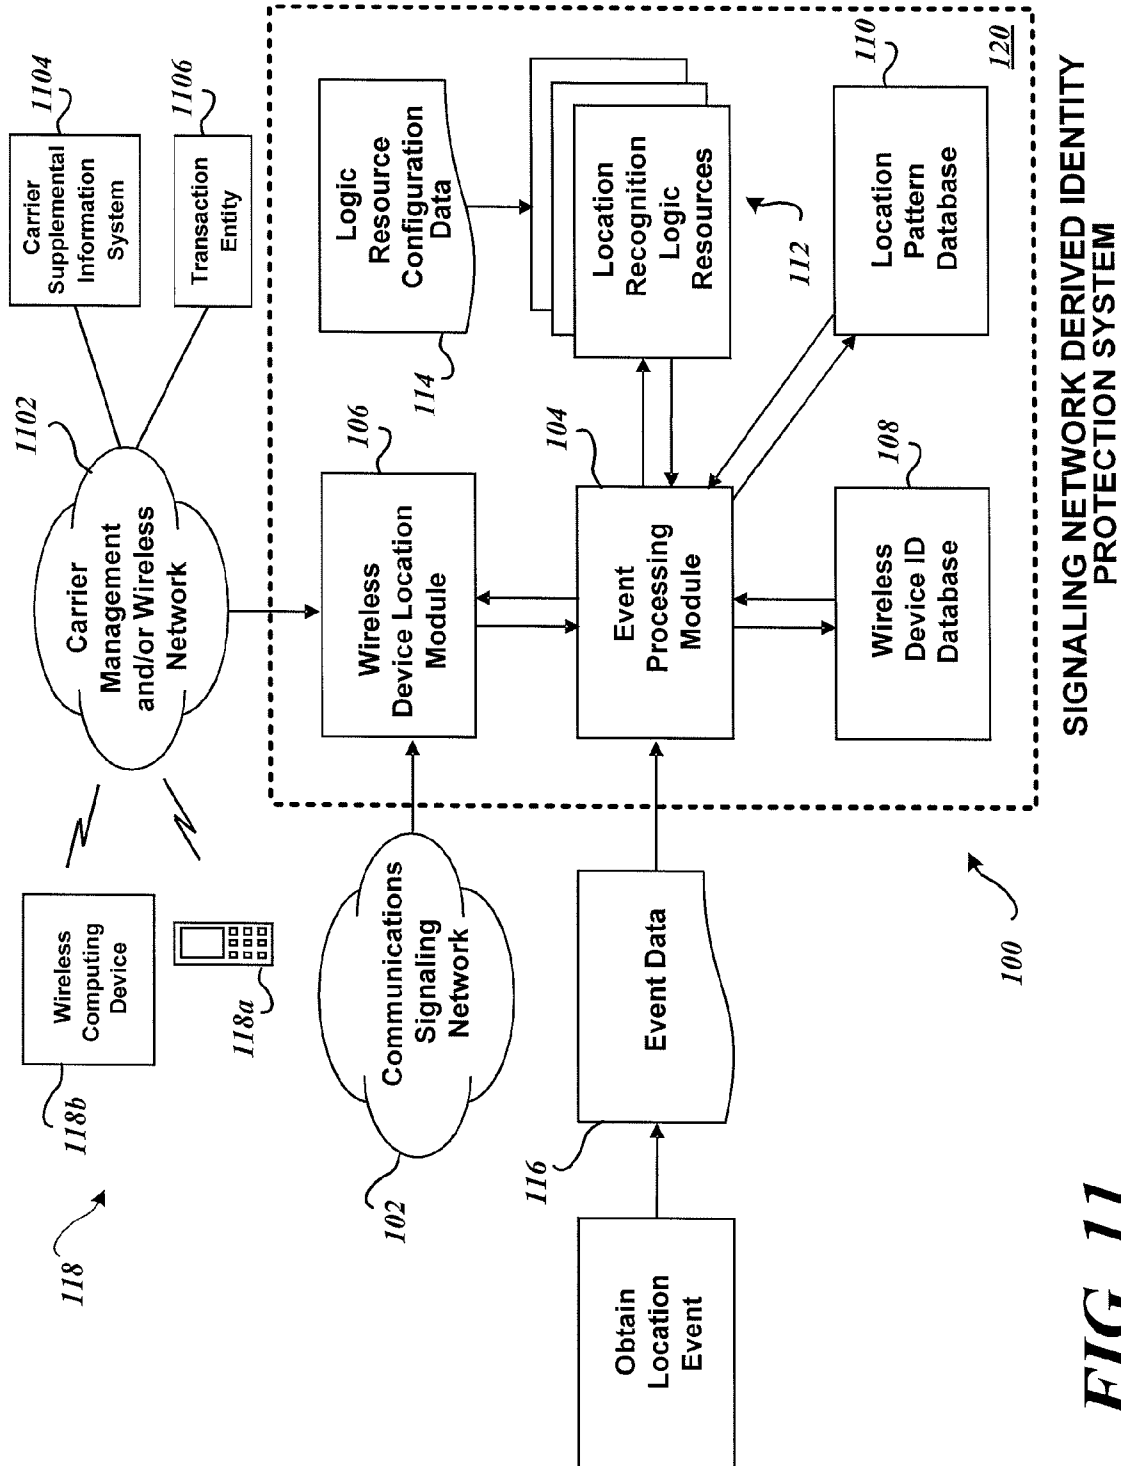 118
118b
Wireless
Computing
Device
118a
Carrier
Management
and/or Wireless
Network
1102
Carrier
Supplemental
Information
System
1104
Transaction
Entity
1106
102
Communications
Signaling
Network
Wireless
Device Location
Module
106
Logic
Resource
Configuration
Data
114
Obtain
Location
Event
116
Event Data
Event
Processing
Module
104
Location
Recognition
Logic
Resources
112
Wireless
Device ID
Database
108
Location
Pattern
Database
110
120
100
SIGNALING NETWORK DERIVED IDENTITY
PROTECTION SYSTEM
FIG. 11